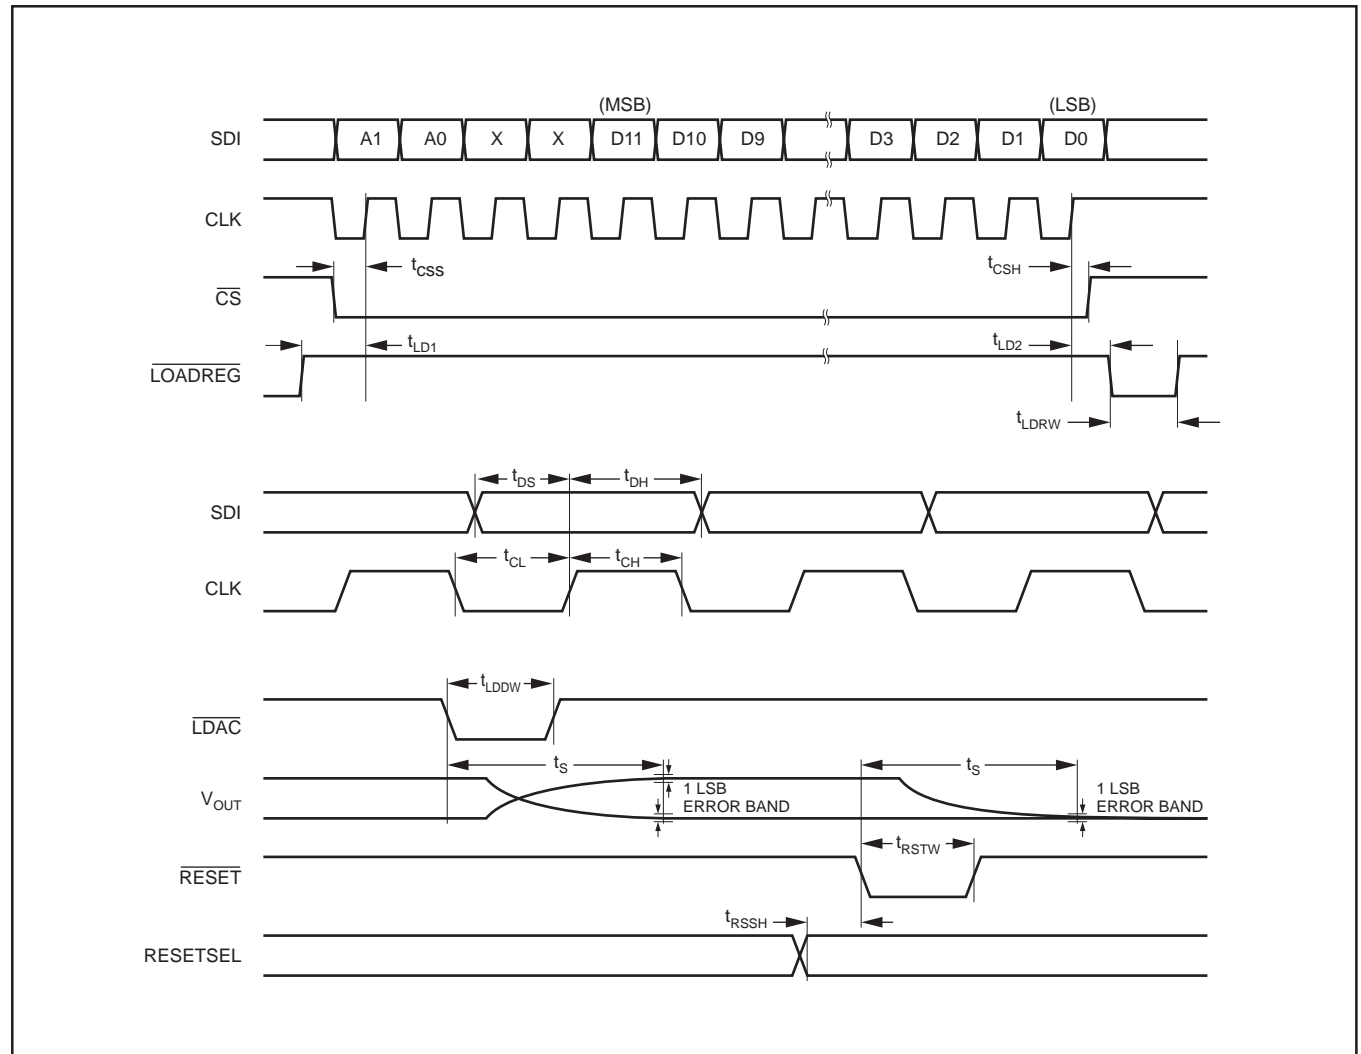 (MSB) (LSB)
SDI A1 A0 X X D11 D10 D9 D3 D2 D1 D0
CLK
tCSS tCSH
CS
tLD1 tLD2
LOADREG
tLDRW
tDS tDH
SDI
tCL tCH
CLK
tLDDW
LDAC
tS tS
1 LSB 1 LSB
VOUT ERROR BAND ERROR BAND
tRSTW
RESET
tRSSH
RESETSEL